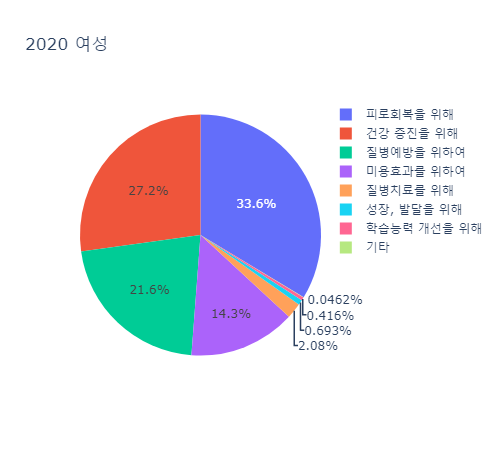 2020 여성
피로회복을 위해
건강 증진을 위해
질병예방을 위하여
미용효과를 위하여
질병치료를 위해
성장, 발달을 위해
학습능력 개선을 위해
기타
33.6%
27.2%
21.6%
14.3%
0.0462%
0.416%
0.693%
2.08%